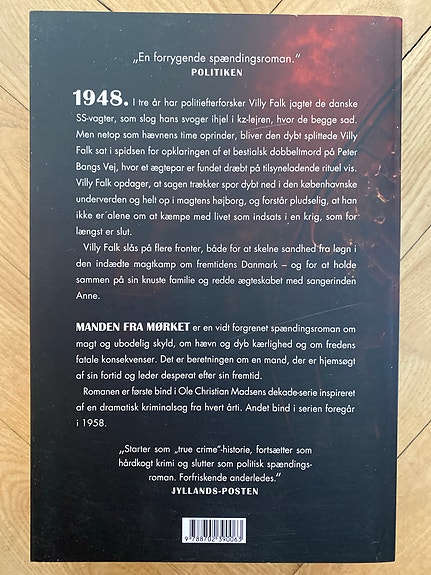 „En forrygende spændingsroman."
POLITIKEN
1948. I tre år har politiefterforsker Villy Falk jagtet de danske
SS-vagter, som slog hans svoger ihjel i kz-lejren, hvor de begge sad.
Men netop som hævnens time oprinder, bliver den dybt splittede Villy
Falk sat i spidsen for opklaringen af et bestialsk dobbeltmord på Peter
Bangs Vej, hvor et ægtepar er fundet dræbt på tilsyneladende rituel vis.
Villy Falk opdager, at sagen trækker spor dybt ned i den københavnske
underverden og helt op i magtens højborg, og forstår pludselig, at han
ikke er alene om at kæmpe med livet som indsats i en krig, som for
længst er slut.
Villy Falk slås på flere fronter, både for at skelne sandhed fra løgn i
den indædte magtkamp om fremtidens Danmark – og for at holde
sammen på sin knuste familie og redde ægteskabet med sangerinden
Anne.
MANDEN FRA MØRKET er en vidt forgrenet spændingsroman om
magt og ubodelig skyld, om hævn og dyb kærlighed og om fredens
fatale konsekvenser. Det er beretningen om en mand, der er hjemsøgt
af sin fortid og leder desperat efter sin fremtid.
Romanen er første bind i Ole Christian Madsens dekade-serie inspireret
af en dramatisk kriminalsag fra hvert årti. Andet bind i serien foregår
i 1958.
„Starter som „true crime"-historie, fortsætter som
hårdkogt krimi og slutter som politisk spændings-
roman. Forfriskende anderledes."
JYLLANDS-POSTEN
9 788702 390063